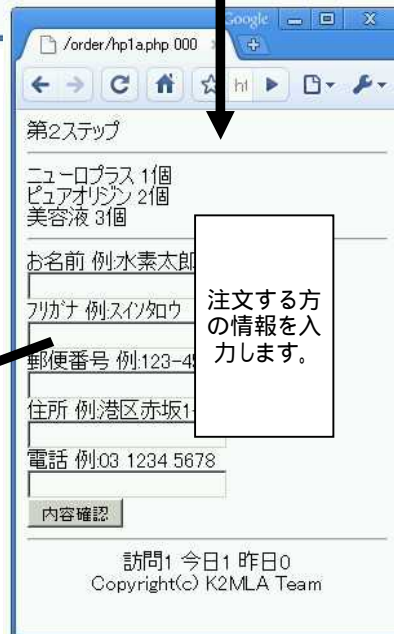 Google
/order/hp1a.php 000
ht
第2ステップ
ニューロプラス 1個
ピュアオリジン 2個
美容液 3個
お名前 例:水素太郎
フリガナ 例:スイソタロウ
郵便番号 例:123-4
住所 例:港区赤坂1-
電話 例:03 1234 5678
注文する方
の情報を入
力します。
内容確認
訪問1 今日1 昨日0
Copyright(c) K2MLA Team